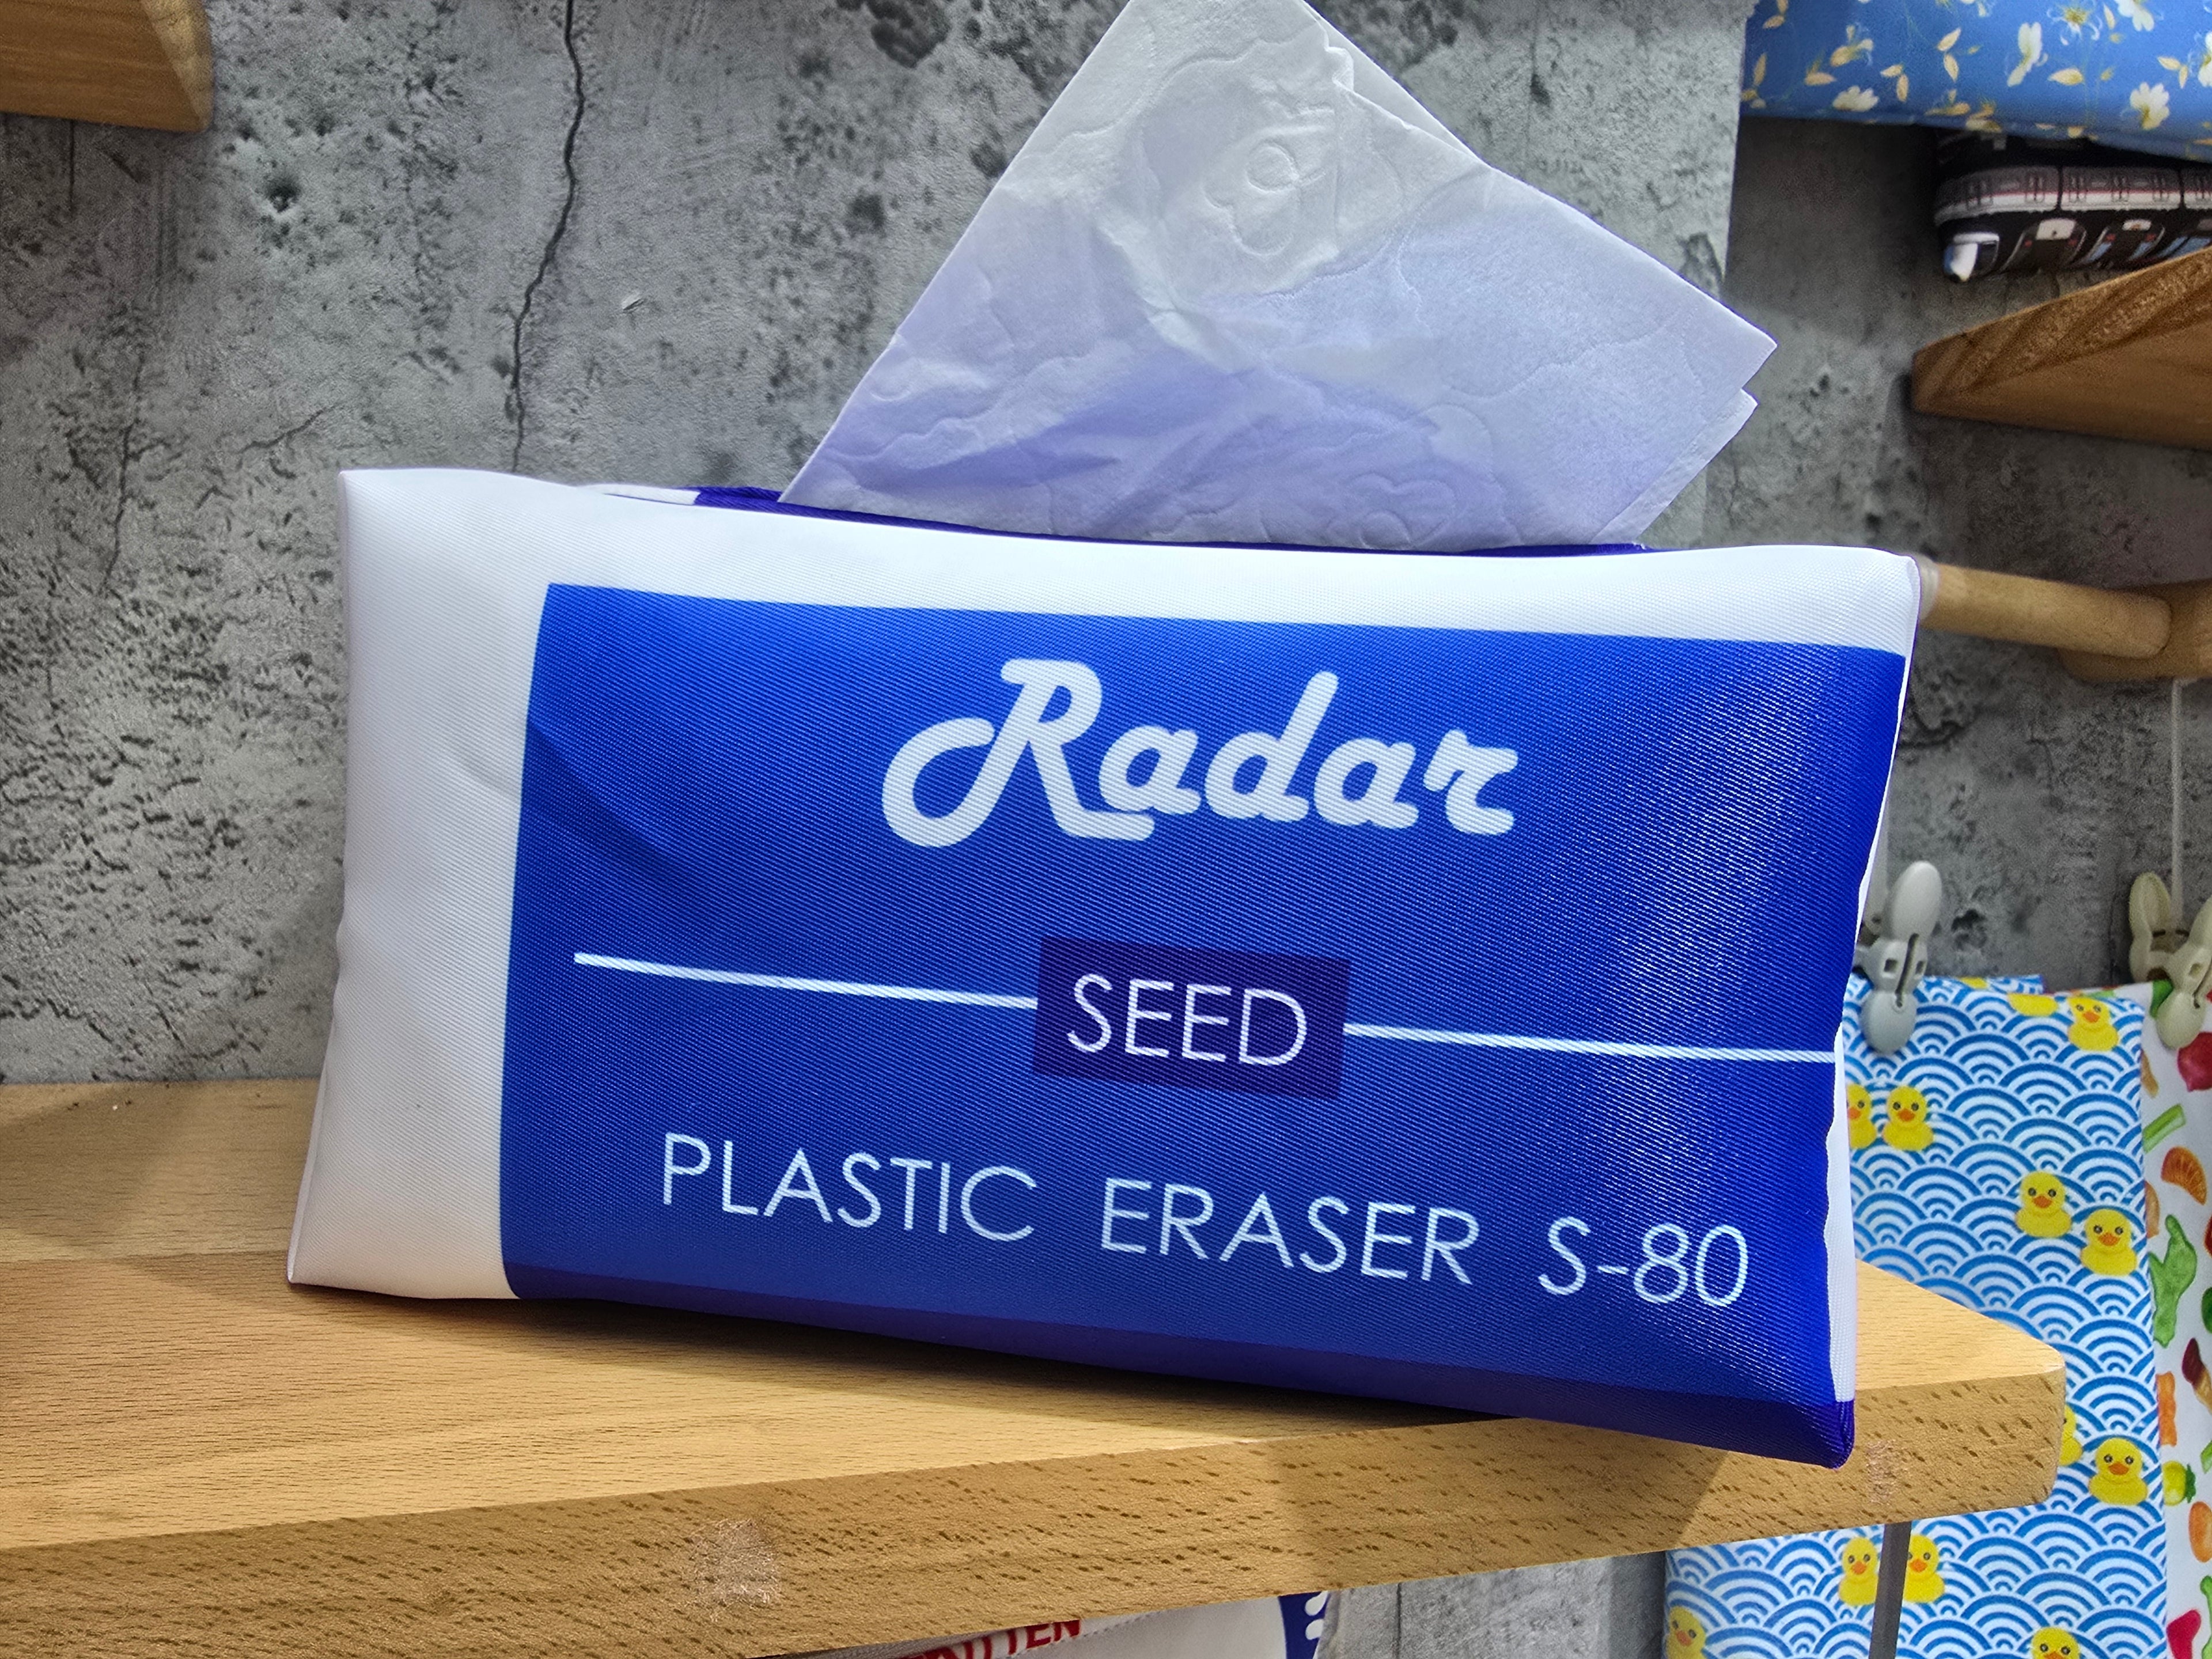 Radar
SEED
PLASTIC ERASER S-80